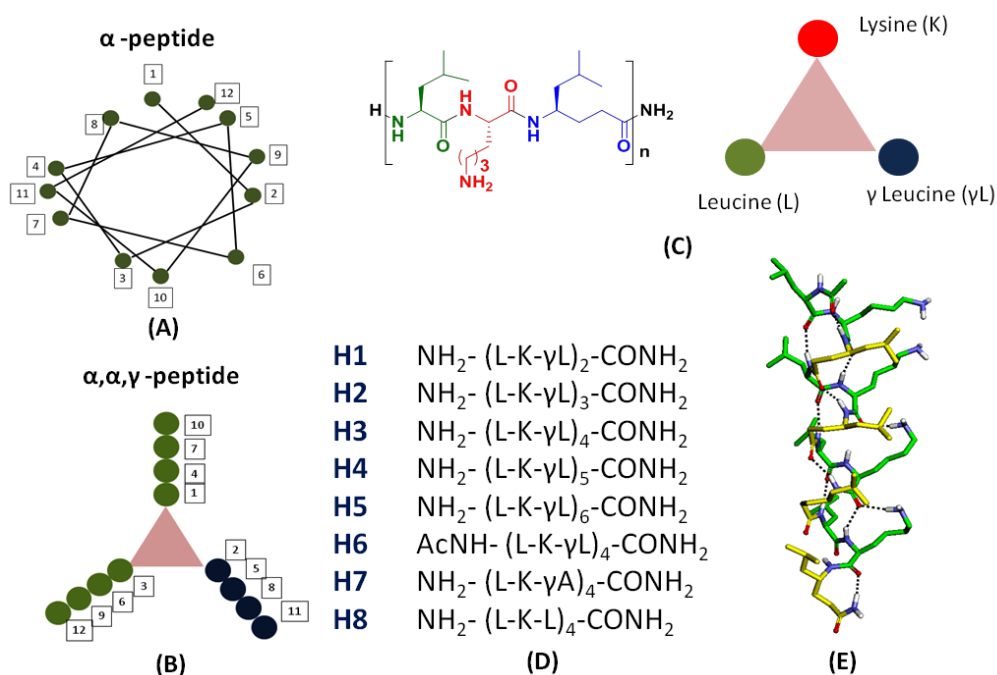 α -peptide
1
12
8
5
4
9
11
2
7
3
6
10
(A)
α,α,γ -peptide
10
7
4
1
2
5
3
8
6
11
9
12
(B)
H
N
H
O
H
N
NH2
O
N
H
O
NH2
n
( )3
Lysine (K)
Leucine (L)
γ Leucine (γL)
(C)
H1 NH2- (L-K-γL)2-CONH2
H2 NH2- (L-K-γL)3-CONH2
H3 NH2- (L-K-γL)4-CONH2
H4 NH2- (L-K-γL)5-CONH2
H5 NH2- (L-K-γL)6-CONH2
H6 AcNH- (L-K-γL)4-CONH2
H7 NH2- (L-K-γA)4-CONH2
H8 NH2- (L-K-L)4-CONH2
(D)
(E)